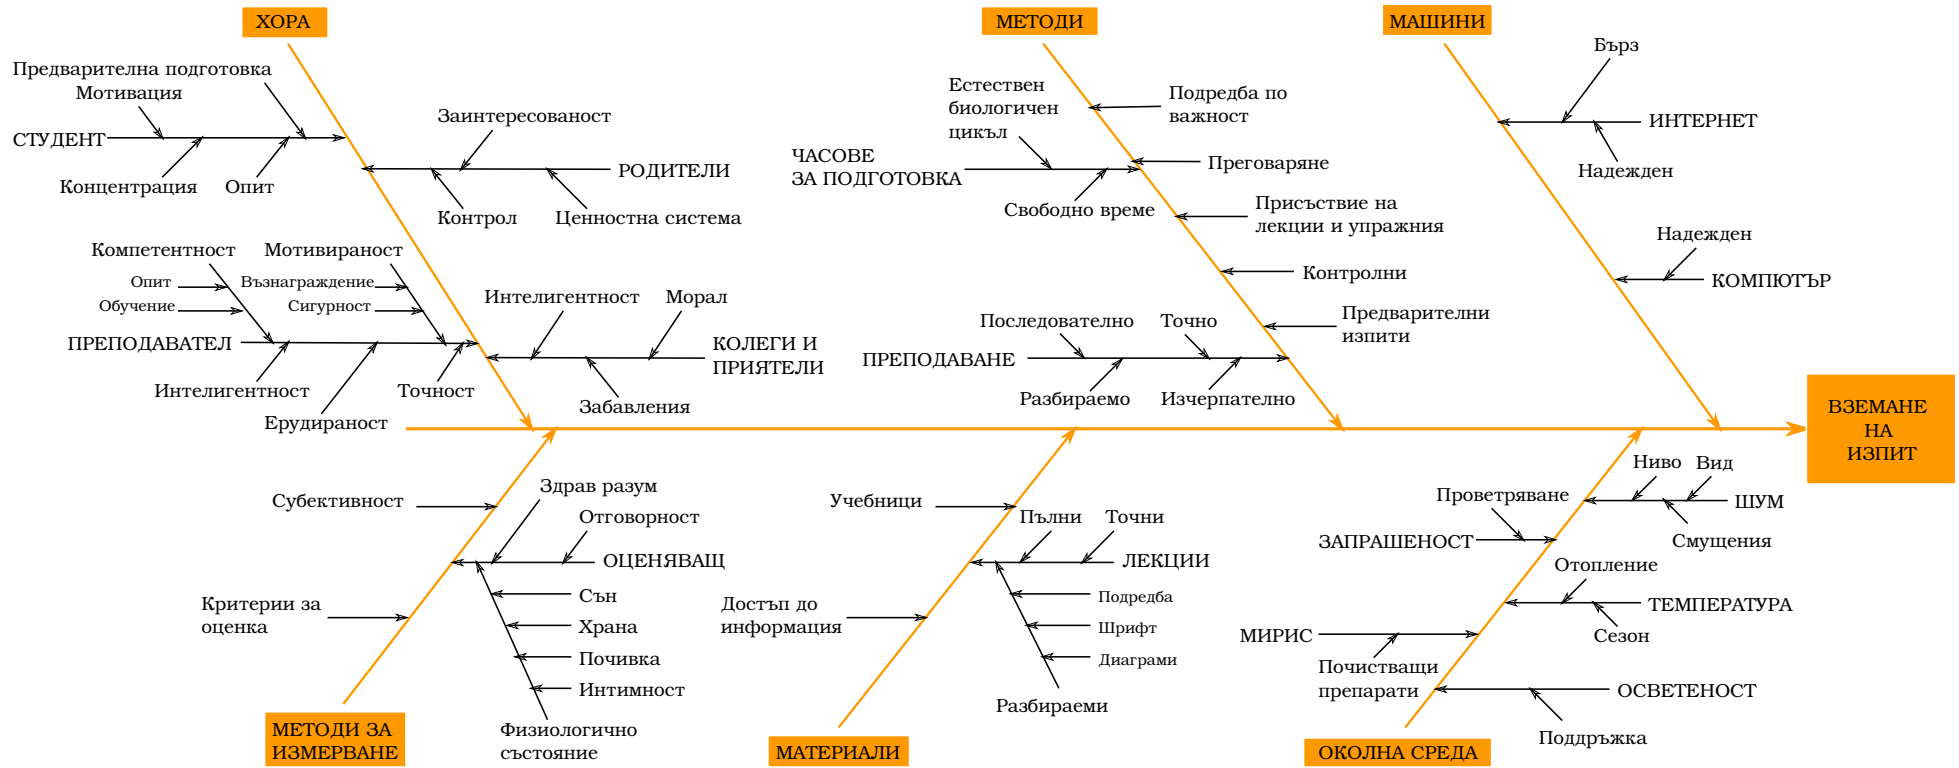 ХОРА
МЕТОДИ
МАШИНИ
Предварителна подготовка
Мотивация
СТУДЕНТ
Концентрация
Опит
Заинтересованост
РОДИТЕЛИ
Контрол
Ценностна система
Компетентност
Опит
Обучение
Мотивираност
Възнаграждение
Сигурност
ПРЕПОДАВАТЕЛ
Интелигентност
Ерудираност
Точност
Интелигентност
Морал
КОЛЕГИ И
ПРИЯТЕЛИ
Забавления
Естествен
биологичен
цикъл
ЧАСОВЕ
ЗА ПОДГОТОВКА
Свободно време
Подредба по
важност
Преговаряне
Присъствие на
лекции и упражния
Контролни
Предварителни
изпити
Последователно
Точно
ПРЕПОДАВАНЕ
Разбираемо
Изчерпателно
Бърз
ИНТЕРНЕТ
Надежден
Надежден
КОМПЮТЪР
ВЗЕМАНЕ
НА
ИЗПИТ
Субективност
Здрав разум
Отговорност
ОЦЕНЯВАЩ
Критерии за
оценка
Сън
Храна
Почивка
Интимност
Физиологично
състояние
МЕТОДИ ЗА
ИЗМЕРВАНЕ
Учебници
Пълни
Точни
ЛЕКЦИИ
Достъп до
информация
Подредба
Шрифт
Диаграми
Разбираеми
МАТЕРИАЛИ
Ниво
Вид
ШУМ
Смущения
Проветряване
ЗАПРАШЕНОСТ
Отопление
ТЕМПЕРАТУРА
Сезон
МИРИС
Почистващи
препарати
ОСВЕТЕНОСТ
Поддръжка
ОКОЛНА СРЕДА